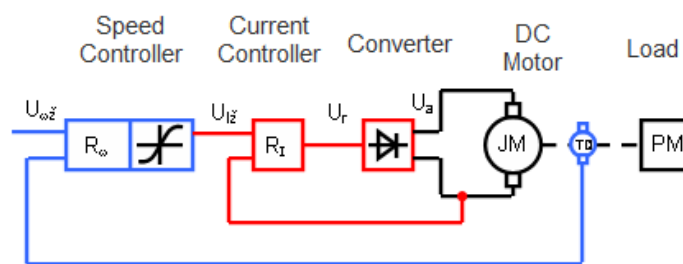 Speed Controller
Current Controller
Converter
DC Motor
Load
Uωž
UIž
Ur
Ua
Rω
RI
JM
TD
PM